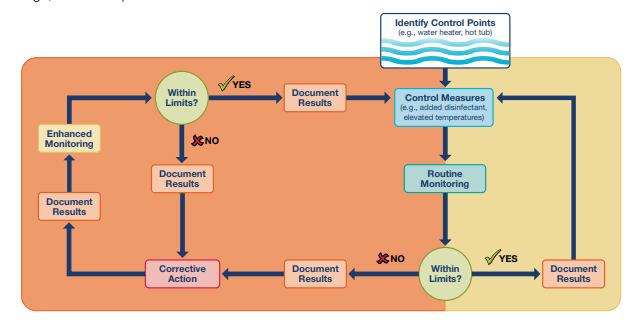 Identify Control Points
(e.g., water heater, hot tub)
Within
Limits?
YES
Document
Results
Control Measures
(e.g., added disinfectant,
elevated temperatures)
Enhanced
Monitoring
NO
Document
Results
Routine
Monitoring
Document
Results
Corrective
Action
Document
Results
NO
Within
Limits?
YES
Document
Results